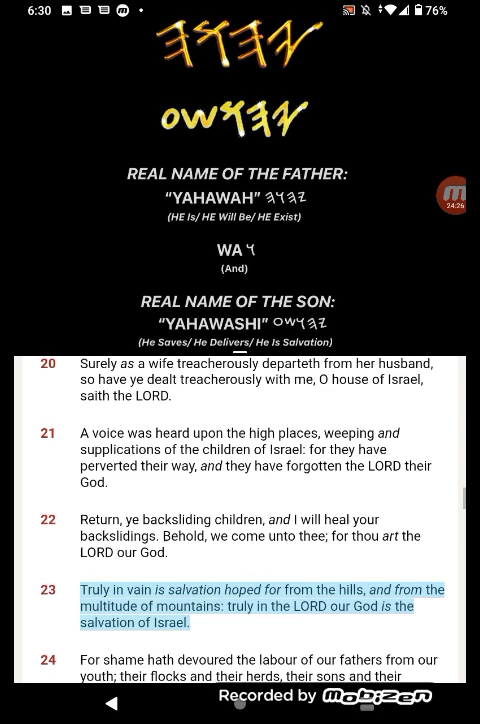 6:30 76%
𐤉𐤄𐤅𐤄
𐤉𐤄𐤅𐤔𐤏
REAL NAME OF THE FATHER:
“YAHAWAH” 𐤉𐤄𐤅𐤄
(HE Is/ HE Will Be/ HE Exist)
WA 𐤅
(And)
REAL NAME OF THE SON:
“YAHAWASHI” 𐤉𐤄𐤅𐤔𐤏
(He Saves/ He Delivers/ He Is Salvation)
M
24:26
20 Surely as a wife treacherously departeth from her husband,
so have ye dealt treacherously with me, O house of Israel,
saith the LORD.
21 A voice was heard upon the high places, weeping and
supplications of the children of Israel: for they have
perverted their way, and they have forgotten the LORD their
God.
22 Return, ye backsliding children, and I will heal your
backslidings. Behold, we come unto thee; for thou art the
LORD our God.
23 Truly in vain is salvation hoped for from the hills, and from the
multitude of mountains: truly in the LORD our God is the
salvation of Israel.
24 For shame hath devoured the labour of our fathers from our
youth; their flocks and their herds, their sons and their
Recorded by Mobizen